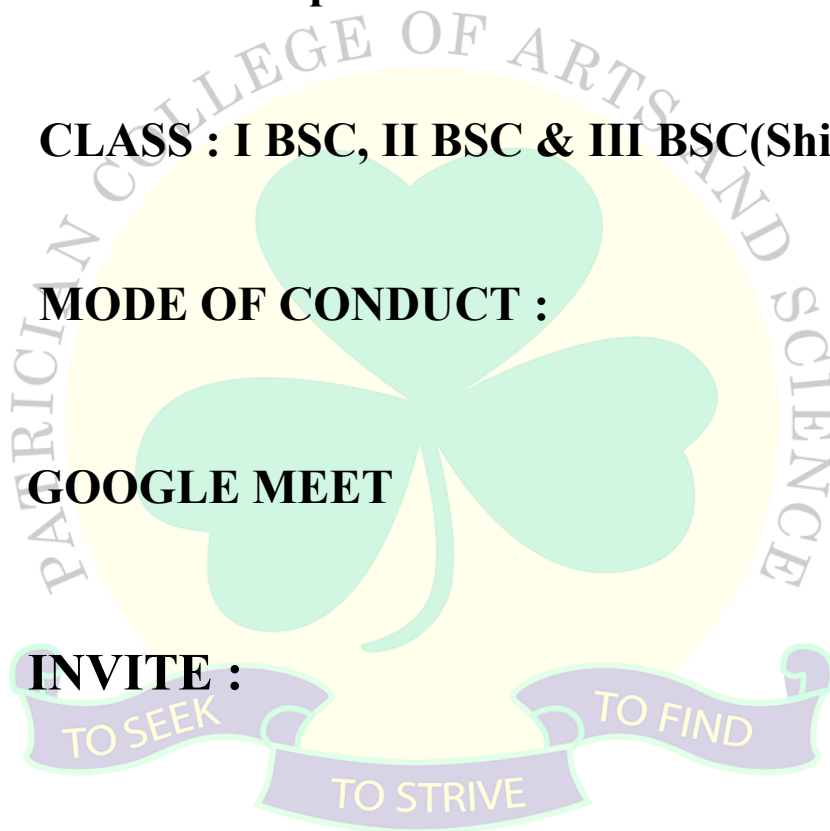 PATRICIAN COLLEGE OF ARTS AND SCIENCE
CLASS : I BSC, II BSC & III BSC(Shi
MODE OF CONDUCT :
GOOGLE MEET
INVITE :
TO SEEK
TO STRIVE
TO FIND